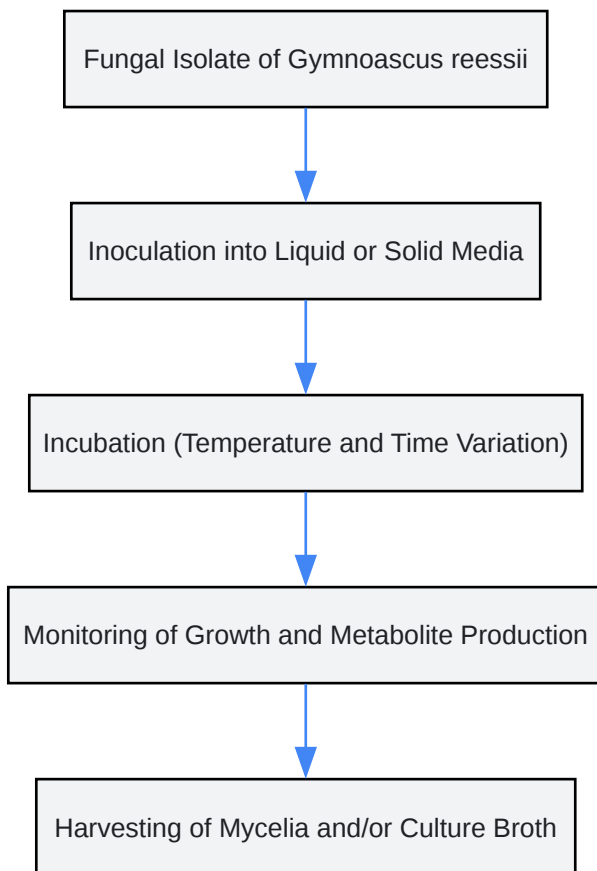 Fungal Isolate of Gymnoascus reessii
Inoculation into Liquid or Solid Media
Incubation (Temperature and Time Variation)
Monitoring of Growth and Metabolite Production
Harvesting of Mycelia and/or Culture Broth